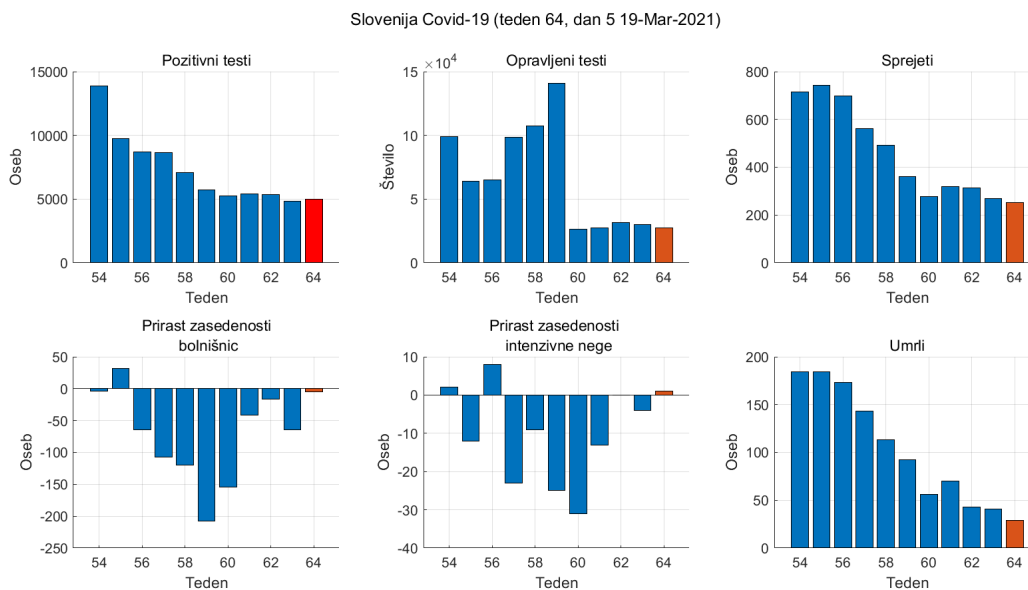 Slovenija Covid-19 (teden 64, dan 5 19-Mar-2021)
Pozitivni testi
15000
10000
5000
0
Oseb
54 56 58 60 62 64
Teden
Opravljeni testi
×10⁴
15
10
5
0
Število
54 56 58 60 62 64
Teden
Sprejeti
800
600
400
200
0
Oseb
54 56 58 60 62 64
Teden
Prirast zasedenosti
bolnišnic
50
0
-50
-100
-150
-200
-250
Oseb
54 56 58 60 62 64
Teden
Prirast zasedenosti
intenzivne nege
10
0
-10
-20
-30
-40
Oseb
54 56 58 60 62 64
Teden
Umrli
200
150
100
50
0
Oseb
54 56 58 60 62 64
Teden